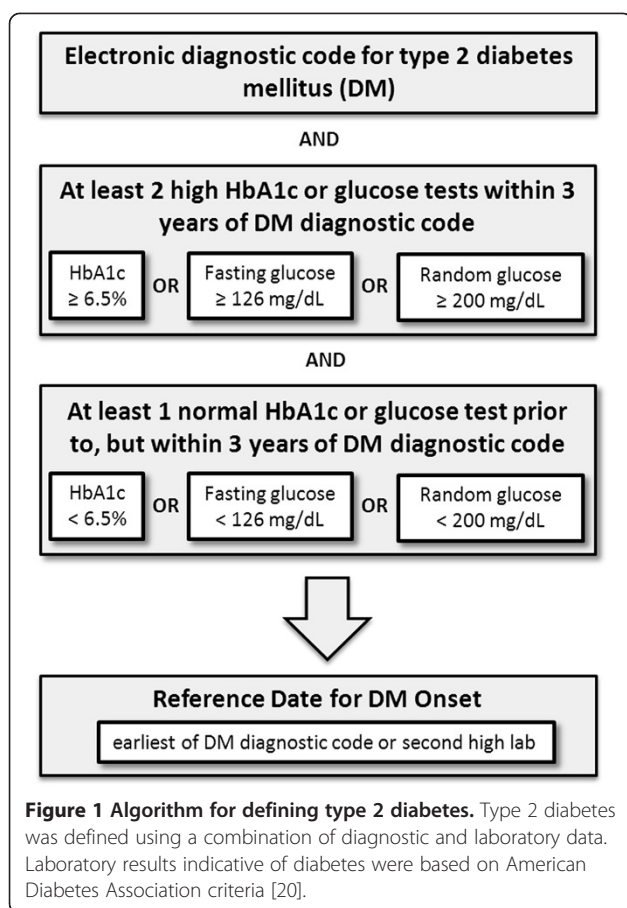 Electronic diagnostic code for type 2 diabetes
mellitus (DM)
AND
At least 2 high HbA1c or glucose tests within 3
years of DM diagnostic code
HbA1c
≥ 6.5%
OR
Fasting glucose
≥ 126 mg/dL
OR
Random glucose
≥ 200 mg/dL
AND
At least 1 normal HbA1c or glucose test prior
to, but within 3 years of DM diagnostic code
HbA1c
< 6.5%
OR
Fasting glucose
< 126 mg/dL
OR
Random glucose
< 200 mg/dL
Reference Date for DM Onset
earliest of DM diagnostic code or second high lab
Figure 1 Algorithm for defining type 2 diabetes. Type 2 diabetes
was defined using a combination of diagnostic and laboratory data.
Laboratory results indicative of diabetes were based on American
Diabetes Association criteria [20].